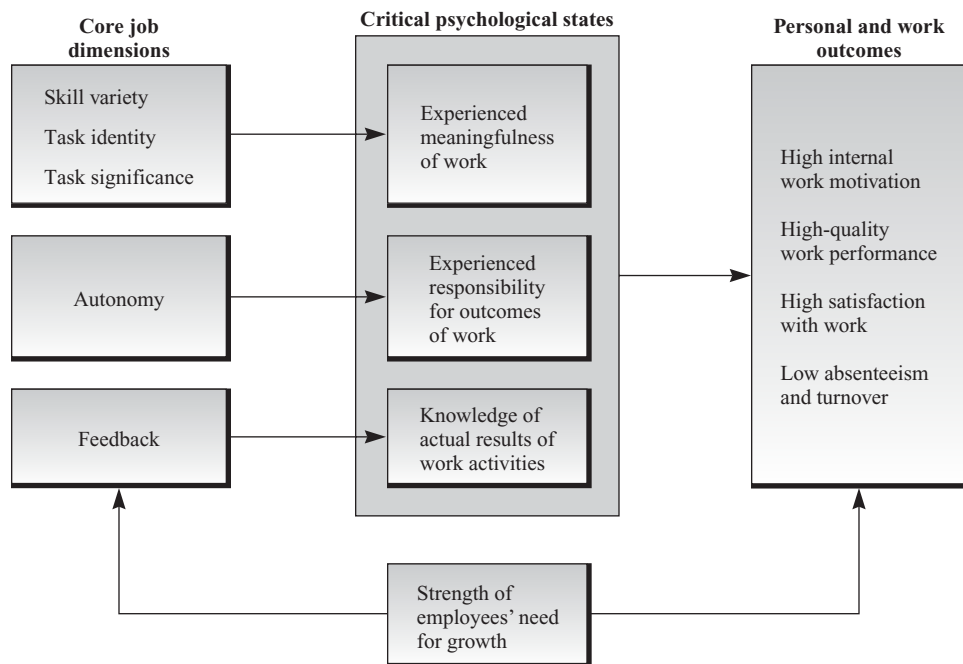 Core job
dimensions
Skill variety
Task identity
Task significance
Autonomy
Feedback
Critical psychological states
Experienced
meaningfulness
of work
Experienced
responsibility
for outcomes
of work
Knowledge of
actual results of
work activities
Personal and work
outcomes
High internal
work motivation
High-quality
work performance
High satisfaction
with work
Low absenteeism
and turnover
Strength of
employees’ need
for growth